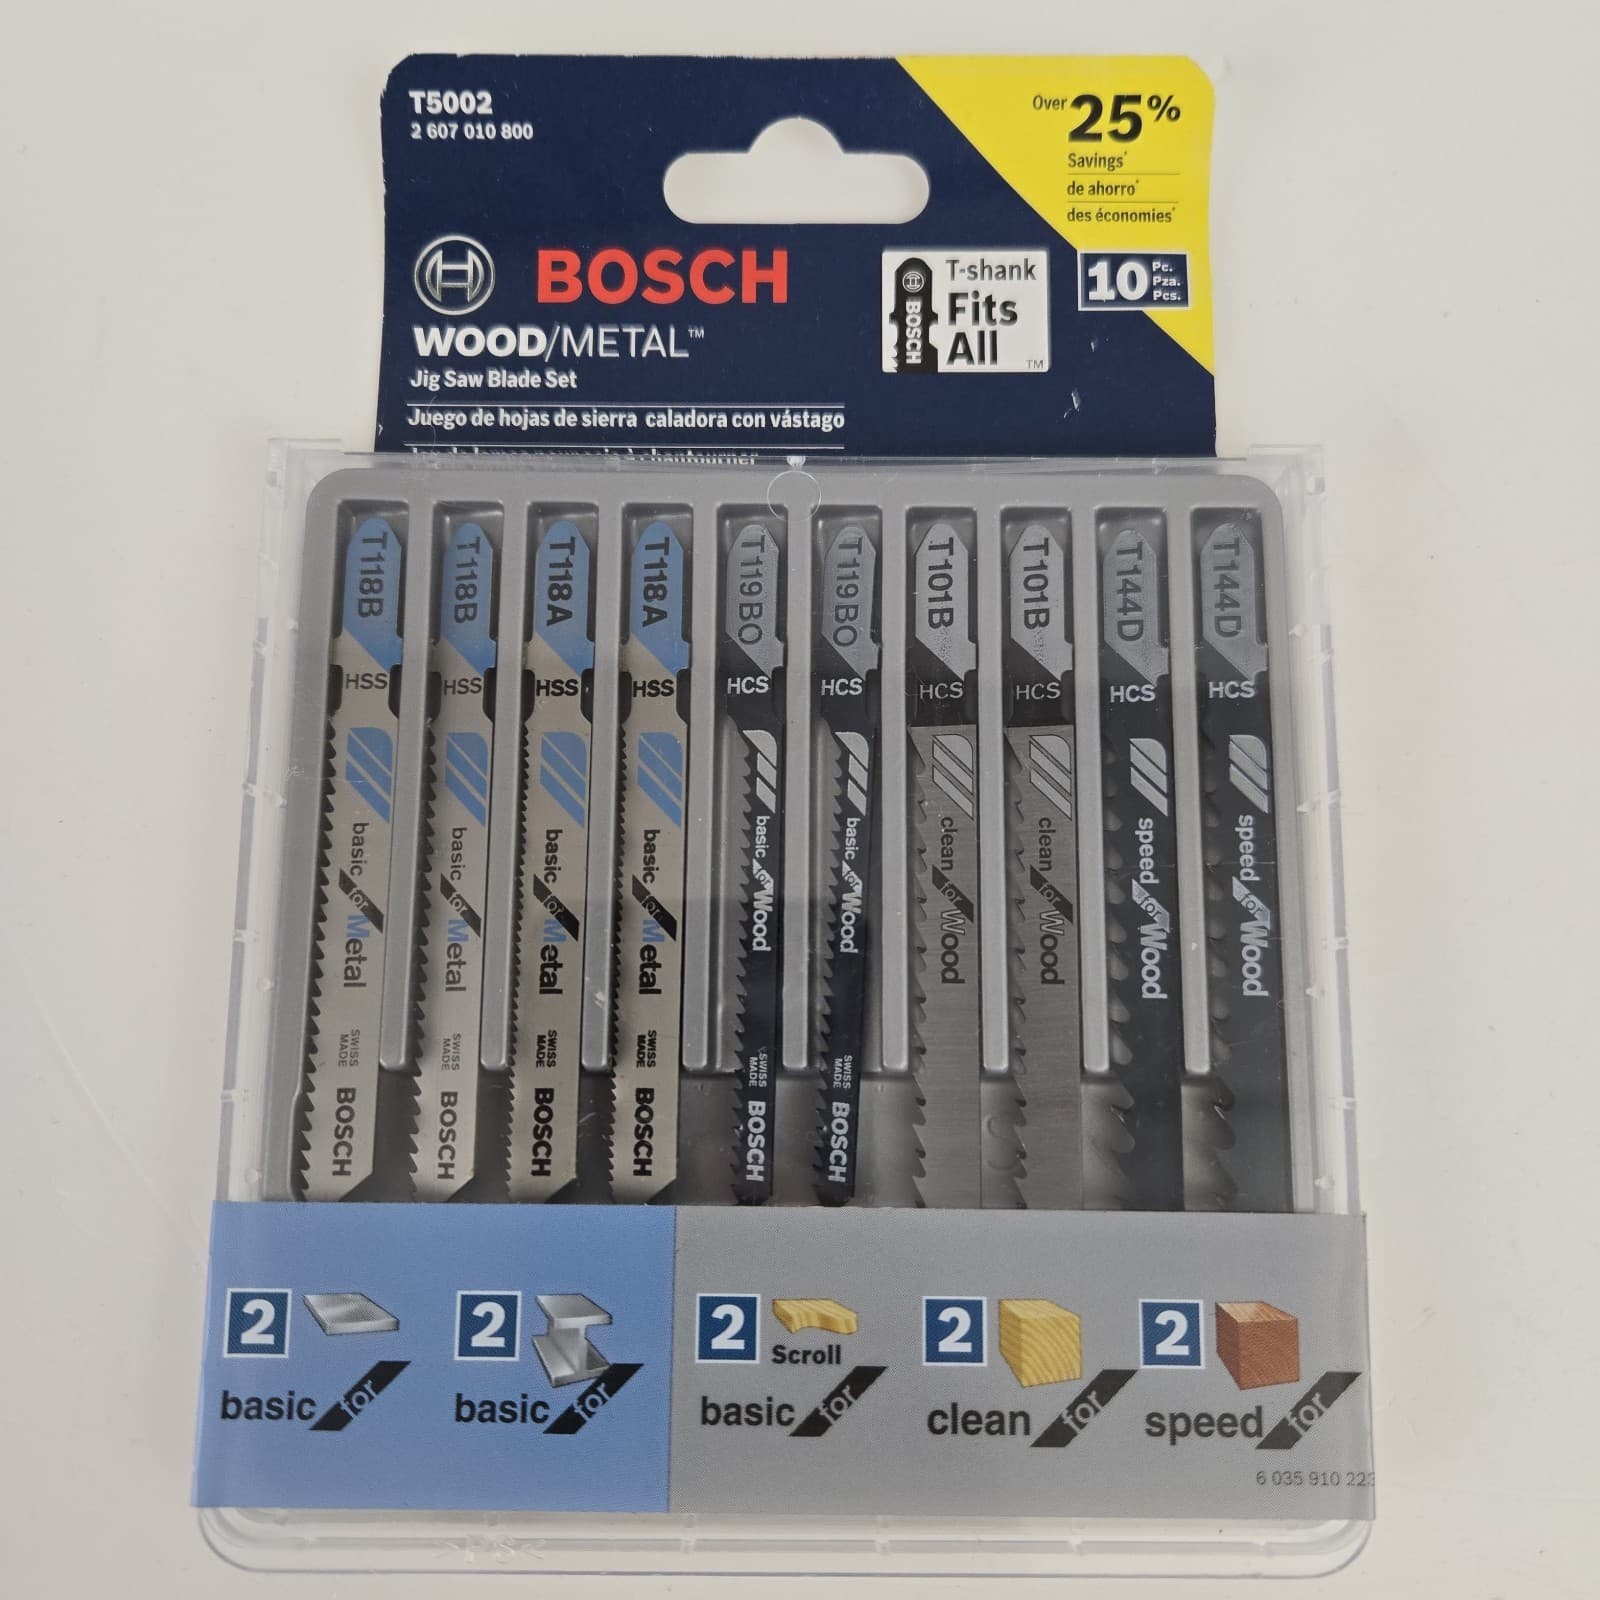 T5002
2 607 010 800
Over 25%
Savings*
de ahorro*
des économies*
BOSCH
WOOD/METAL™
Jig Saw Blade Set
Juego de hojas de sierra caladora con vástago
BOSCH
T-shank
Fits
All ™
10 Pc.
Pza.
Pcs.
T118B
T118B
T118A
T118A
T119BO
T119BO
T101B
T101B
T144D
T144D
HSS
HSS
HSS
HSS
HCS
HCS
HCS
HCS
HCS
HCS
basic for Metal
basic for Metal
basic for Metal
basic for Metal
basic for Wood
basic for Wood
clean for Wood
clean for Wood
speed for Wood
speed for Wood
SWISS MADE
SWISS MADE
SWISS MADE
SWISS MADE
SWISS MADE
SWISS MADE
BOSCH
BOSCH
BOSCH
BOSCH
BOSCH
BOSCH
2
basic for
2
basic for
2
Scroll
basic for
2
clean for
2
speed for
6 035 910 223
>PS<